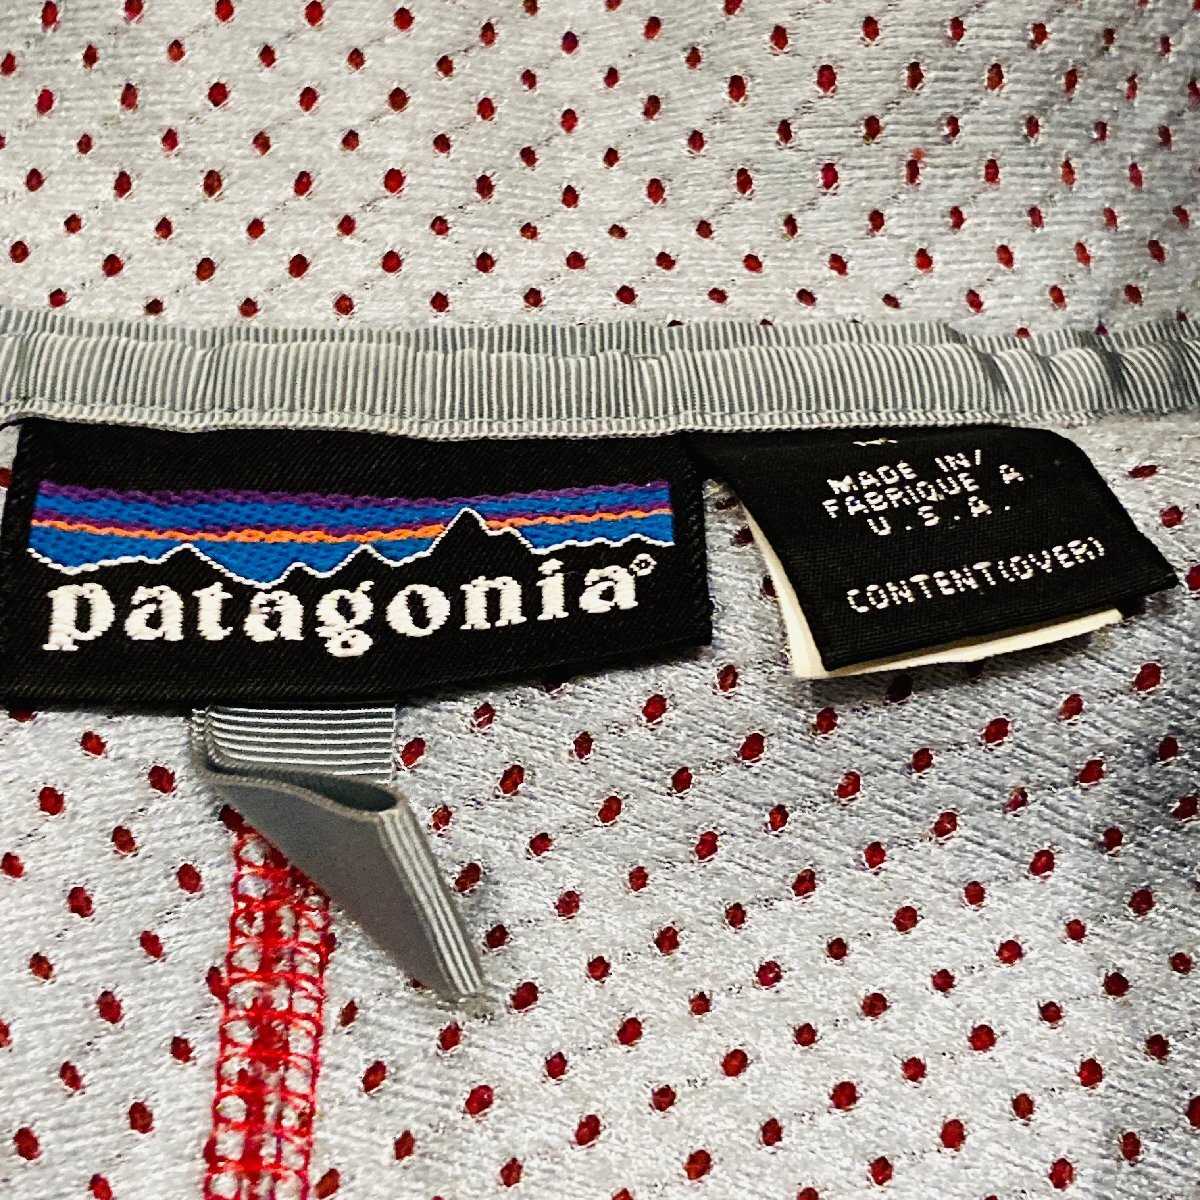 patagonia®
MADE IN/
FABRIQUE A
U.S.A.
CONTENT(OVER)